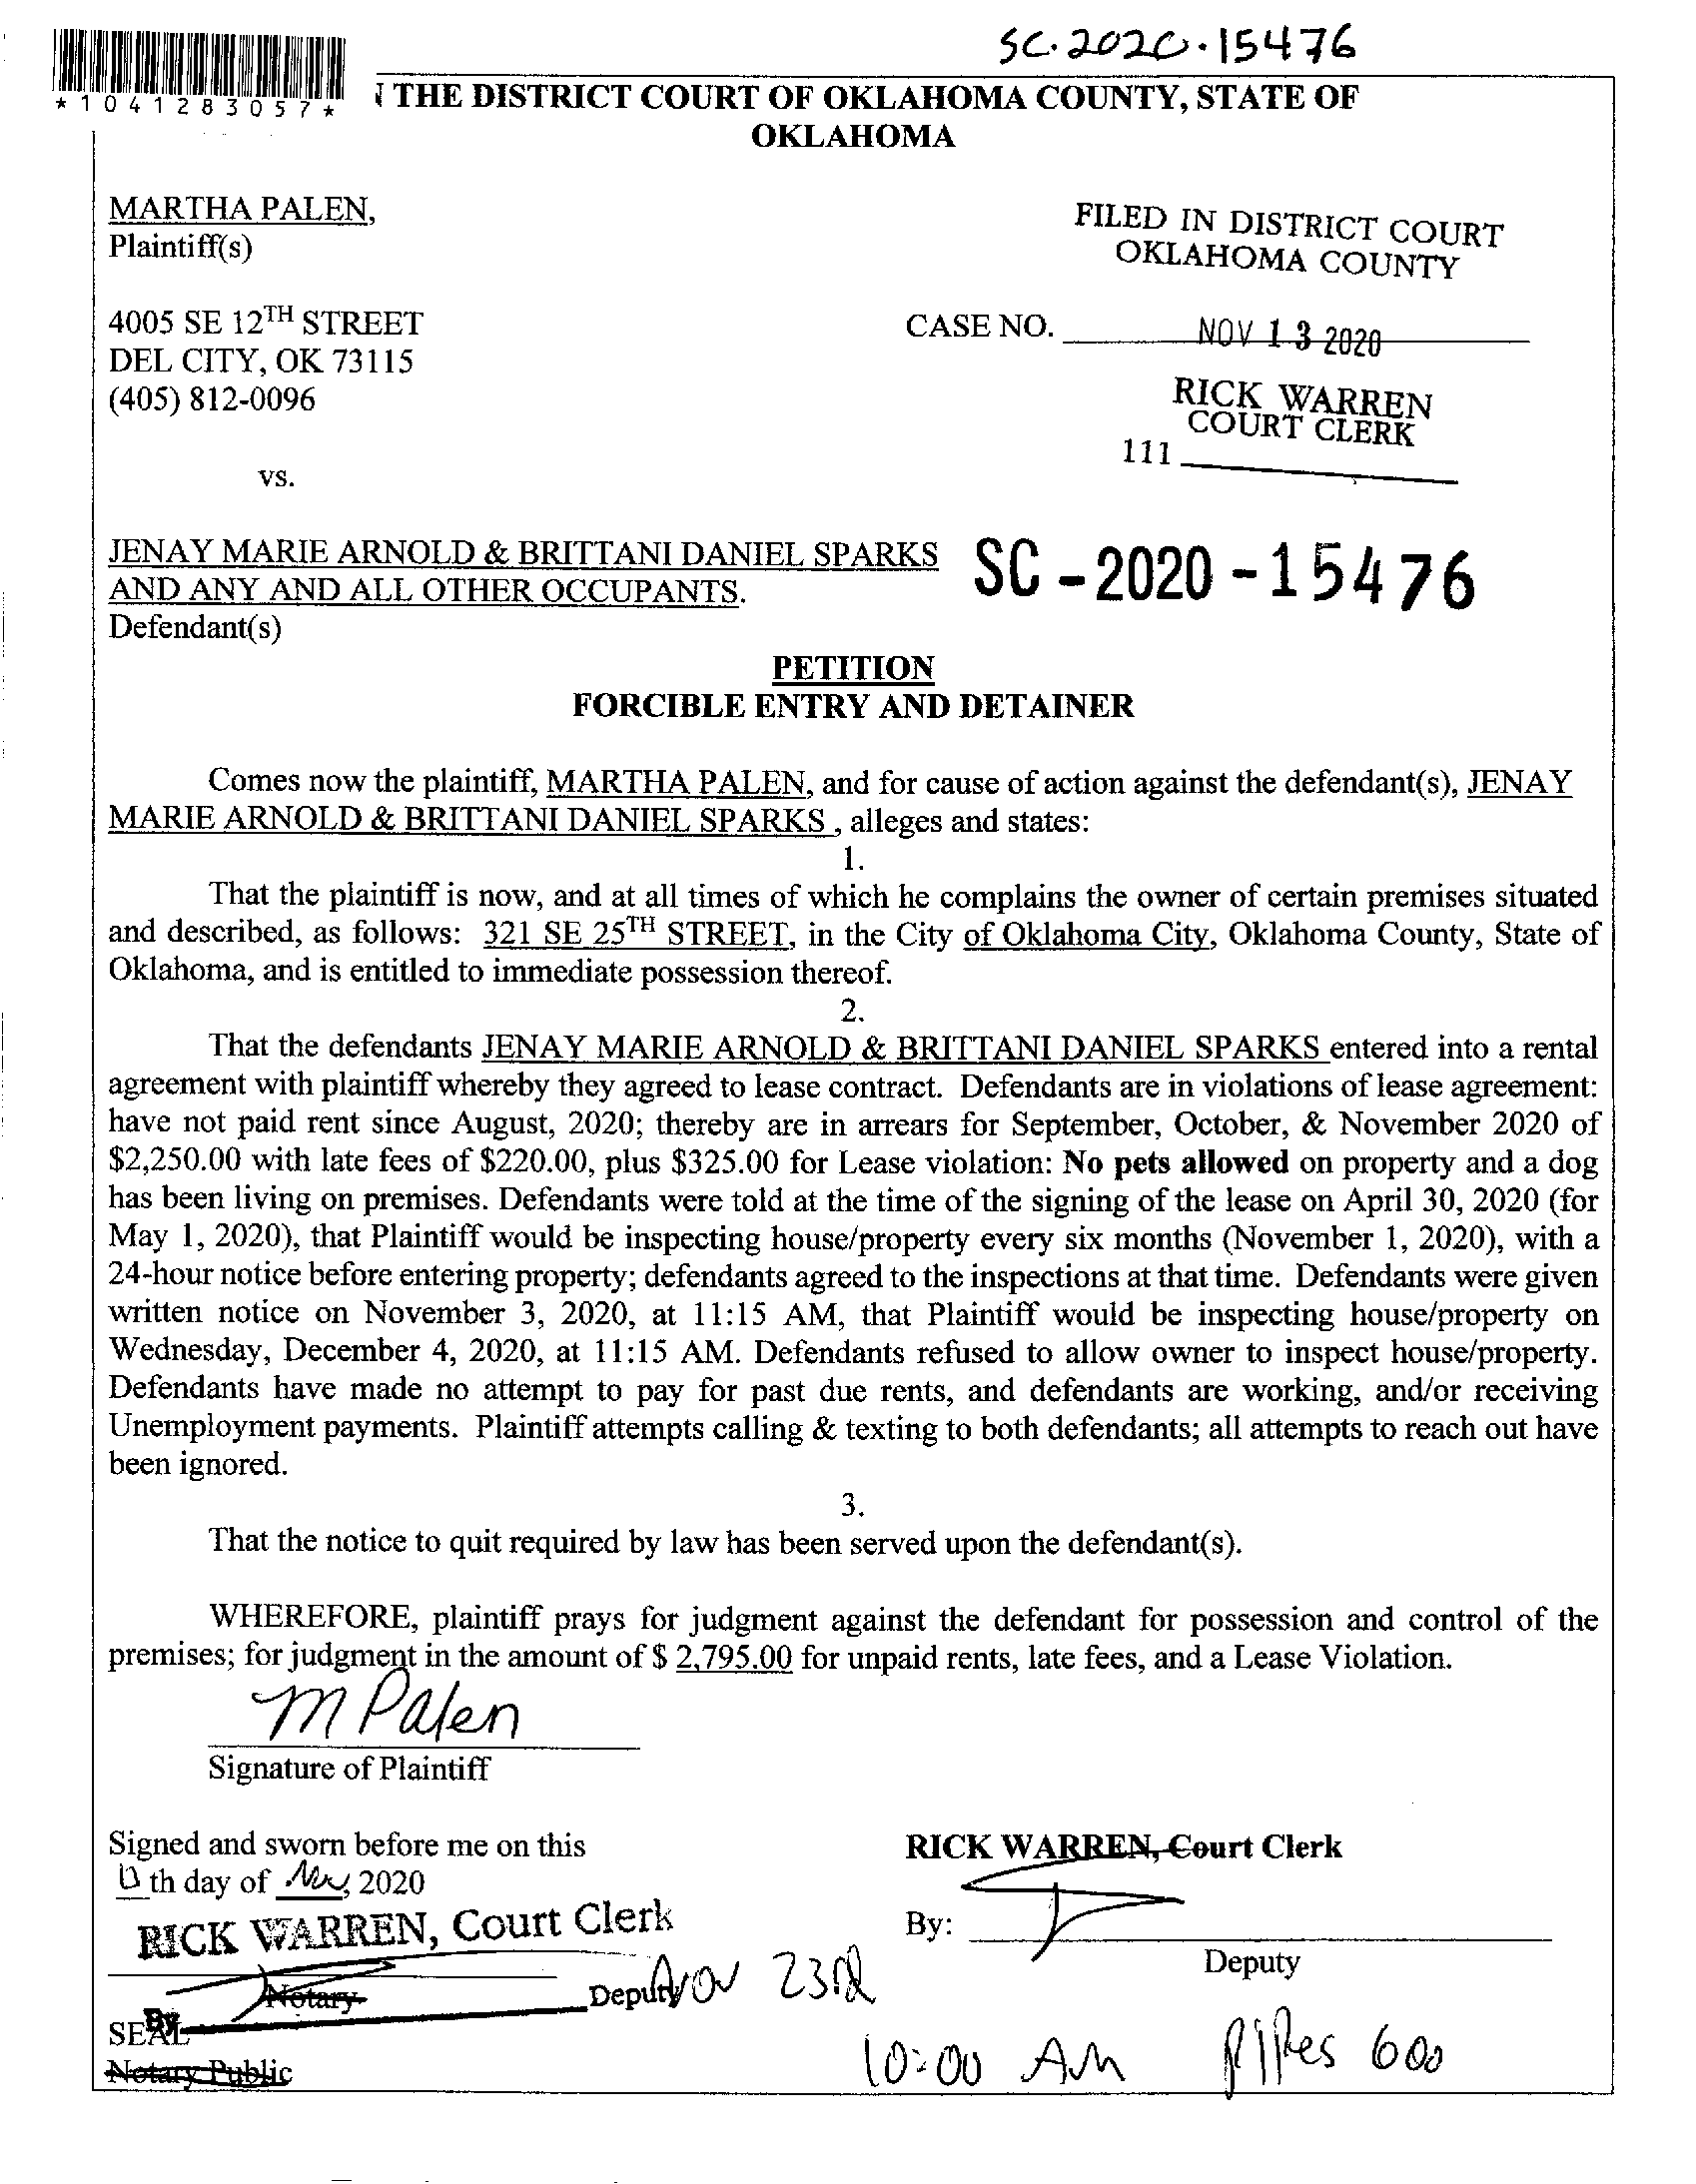 SC-2020-15476
*1041283057*
THE DISTRICT COURT OF OKLAHOMA COUNTY, STATE OF
OKLAHOMA
MARTHA PALEN,
Plaintiff(s)
FILED IN DISTRICT COURT
OKLAHOMA COUNTY
4005 SE 12TH STREET
DEL CITY, OK 73115
(405) 812-0096
CASE NO. NOV 13 2020
RICK WARREN
COURT CLERK
111
vs.
JENAY MARIE ARNOLD & BRITTANI DANIEL SPARKS
AND ANY AND ALL OTHER OCCUPANTS.
Defendant(s)
SC-2020-15476
PETITION
FORCIBLE ENTRY AND DETAINER
Comes now the plaintiff, MARTHA PALEN, and for cause of action against the defendant(s), JENAY
MARIE ARNOLD & BRITTANI DANIEL SPARKS , alleges and states:
1.
That the plaintiff is now, and at all times of which he complains the owner of certain premises situated
and described, as follows: 321 SE 25TH STREET, in the City of Oklahoma City, Oklahoma County, State of
Oklahoma, and is entitled to immediate possession thereof.
2.
That the defendants JENAY MARIE ARNOLD & BRITTANI DANIEL SPARKS entered into a rental
agreement with plaintiff whereby they agreed to lease contract. Defendants are in violations of lease agreement:
have not paid rent since August, 2020; thereby are in arrears for September, October, & November 2020 of
$2,250.00 with late fees of $220.00, plus $325.00 for Lease violation: No pets allowed on property and a dog
has been living on premises. Defendants were told at the time of the signing of the lease on April 30, 2020 (for
May 1, 2020), that Plaintiff would be inspecting house/property every six months (November 1, 2020), with a
24-hour notice before entering property; defendants agreed to the inspections at that time. Defendants were given
written notice on November 3, 2020, at 11:15 AM, that Plaintiff would be inspecting house/property on
Wednesday, December 4, 2020, at 11:15 AM. Defendants refused to allow owner to inspect house/property.
Defendants have made no attempt to pay for past due rents, and defendants are working, and/or receiving
Unemployment payments. Plaintiff attempts calling & texting to both defendants; all attempts to reach out have
been ignored.
3.
That the notice to quit required by law has been served upon the defendant(s).
WHEREFORE, plaintiff prays for judgment against the defendant for possession and control of the
premises; for judgment in the amount of $ 2,795.00 for unpaid rents, late fees, and a Lease Violation.
M Palen
Signature of Plaintiff
Signed and sworn before me on this
13 th day of Nov, 2020
RICK WARREN, Court Clerk
RICK WARREN, Court Clerk
By:
Deputy
Notary
Deputy
Nov 23rd
By
SEAL
Notary Public
10:00 AM Pipes 600